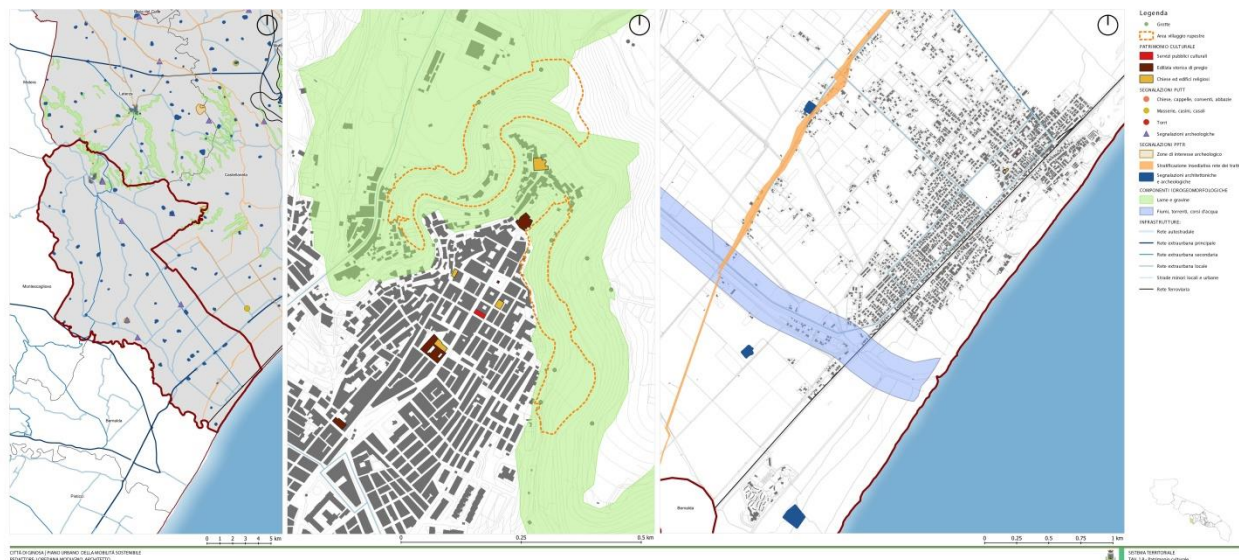 Laterza
Castellaneta
Montescaglioso
Bernalda
Pisticci
0 1 2 3 4 5 km
0
0.25
0.5 km
Bernalda
0 0.25 0.5 0.75 1 km
Legenda
Grotte
Area villaggio rupestre
PATRIMONIO CULTURALE
Servizi pubblici culturali
Edilizia storica di pregio
Chiese ed edifici religiosi
SEGNALAZIONI PUTT
Chiese, cappelle, conventi, abbazie
Masserie, casini, casali
Torri
Segnalazioni archeologiche
SEGNALAZIONI PPTR
Zone di interesse archeologico
Stratificazione insediativa rete dei tratturi
Segnalazioni architettoniche
e archeologiche
COMPONENTI IDROGEOMORFOLOGICHE
Lame e gravine
Fiumi, torrenti, corsi d'acqua
INFRASTRUTTURE:
Rete autostradale
Rete extraurbana principale
Rete extraurbana secondaria
Rete extraurbana locale
Strade minori locali e urbane
Rete ferroviaria
CITTÀ DI GINOSA | PIANO URBANO DELLA MOBILITÀ SOSTENIBILE
SISTEMA TERRITORIALE